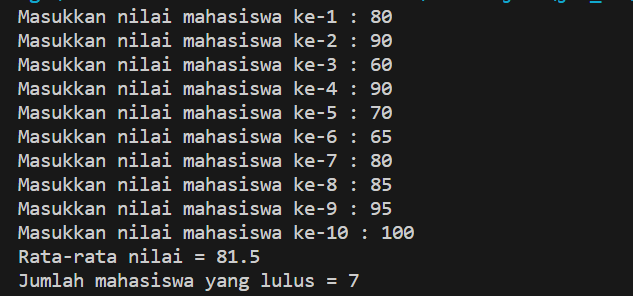 Masukkan nilai mahasiswa ke-1 : 80
Masukkan nilai mahasiswa ke-2 : 90
Masukkan nilai mahasiswa ke-3 : 60
Masukkan nilai mahasiswa ke-4 : 90
Masukkan nilai mahasiswa ke-5 : 70
Masukkan nilai mahasiswa ke-6 : 65
Masukkan nilai mahasiswa ke-7 : 80
Masukkan nilai mahasiswa ke-8 : 85
Masukkan nilai mahasiswa ke-9 : 95
Masukkan nilai mahasiswa ke-10 : 100
Rata-rata nilai = 81.5
Jumlah mahasiswa yang lulus = 7